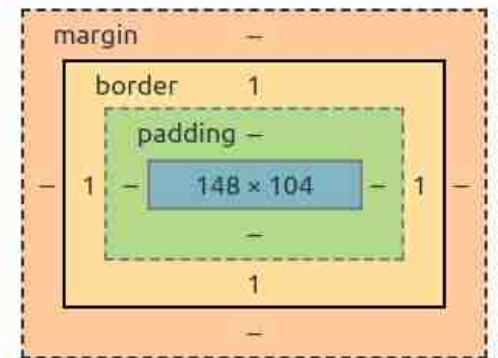 margin –
border 1
padding –
– 1 – 148 × 104 – 1 –
–
1
–